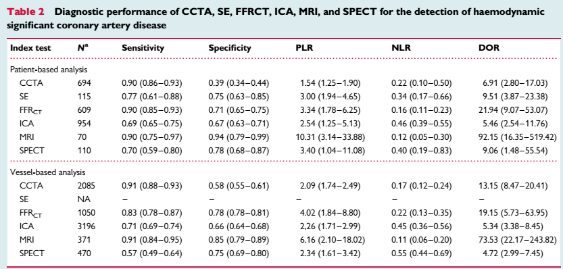 Table 2 Diagnostic performance of CCTA, SE, FFRCT, ICA, MRI, and SPECT for the detection of haemodynamic
significant coronary artery disease
Index test Nᵃ Sensitivity Specificity PLR NLR DOR
Patient-based analysis
CCTA 694 0.90 (0.86–0.93) 0.39 (0.34–0.44) 1.54 (1.25–1.90) 0.22 (0.10–0.50) 6.91 (2.80–17.03)
SE 115 0.77 (0.61–0.88) 0.75 (0.63–0.85) 3.00 (1.94–4.65) 0.34 (0.17–0.66) 9.51 (3.87–23.38)
FFRCT 609 0.90 (0.85–0.93) 0.71 (0.65–0.75) 3.34 (1.78–6.25) 0.16 (0.11–0.23) 21.94 (9.07–53.07)
ICA 954 0.69 (0.65–0.75) 0.67 (0.63–0.71) 2.54 (1.25–5.13) 0.46 (0.39–0.55) 5.46 (2.54–11.76)
MRI 70 0.90 (0.75–0.97) 0.94 (0.79–0.99) 10.31 (3.14–33.88) 0.12 (0.05–0.30) 92.15 (16.35–519.42)
SPECT 110 0.70 (0.59–0.80) 0.78 (0.68–0.87) 3.40 (1.04–11.08) 0.40 (0.19–0.83) 9.06 (1.48–55.54)
Vessel-based analysis
CCTA 2085 0.91 (0.88–0.93) 0.58 (0.55–0.61) 2.09 (1.74–2.49) 0.17 (0.12–0.24) 13.15 (8.47–20.41)
SE NA – – – – –
FFRCT 1050 0.83 (0.78–0.87) 0.78 (0.78–0.81) 4.02 (1.84–8.80) 0.22 (0.13–0.35) 19.15 (5.73–63.95)
ICA 3196 0.71 (0.69–0.74) 0.66 (0.64–0.68) 2.26 (1.71–2.99) 0.45 (0.36–0.56) 5.34 (3.38–8.45)
MRI 371 0.91 (0.84–0.95) 0.85 (0.79–0.89) 6.16 (2.10–18.02) 0.11 (0.06–0.20) 73.53 (22.17–243.82)
SPECT 470 0.57 (0.49–0.64) 0.75 (0.69–0.80) 2.34 (1.61–3.42) 0.55 (0.44–0.69) 4.72 (2.99–7.45)